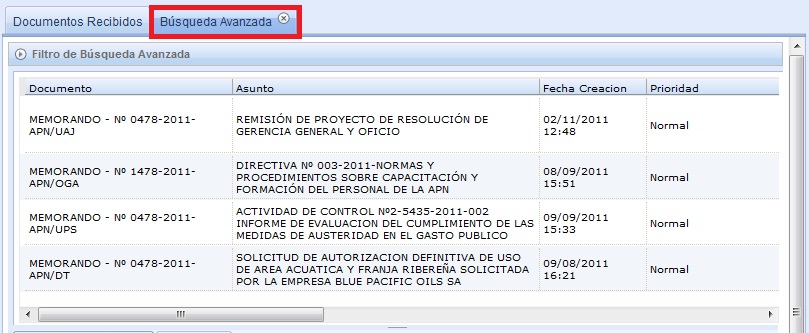 Documentos Recibidos Búsqueda Avanzada
Filtro de Búsqueda Avanzada
Documento Asunto Fecha Creacion Prioridad
MEMORANDO - Nº 0478-2011-APN/UAJ REMISIÓN DE PROYECTO DE RESOLUCIÓN DE GERENCIA GENERAL Y OFICIO 02/11/2011 12:48 Normal
MEMORANDO - Nº 1478-2011-APN/OGA DIRECTIVA Nº 003-2011-NORMAS Y PROCEDIMIENTOS SOBRE CAPACITACIÓN Y FORMACIÓN DEL PERSONAL DE LA APN 08/09/2011 15:51 Normal
MEMORANDO - Nº 0478-2011-APN/UPS ACTIVIDAD DE CONTROL Nº2-5435-2011-002 INFORME DE EVALUACION DEL CUMPLIMIENTO DE LAS MEDIDAS DE AUSTERIDAD EN EL GASTO PUBLICO 09/09/2011 15:33 Normal
MEMORANDO - Nº 0478-2011-APN/DT SOLICITUD DE AUTORIZACION DEFINITIVA DE USO DE AREA ACUATICA Y FRANJA RIBEREÑA SOLICITADA POR LA EMPRESA BLUE PACIFIC OILS SA 09/08/2011 16:21 Normal